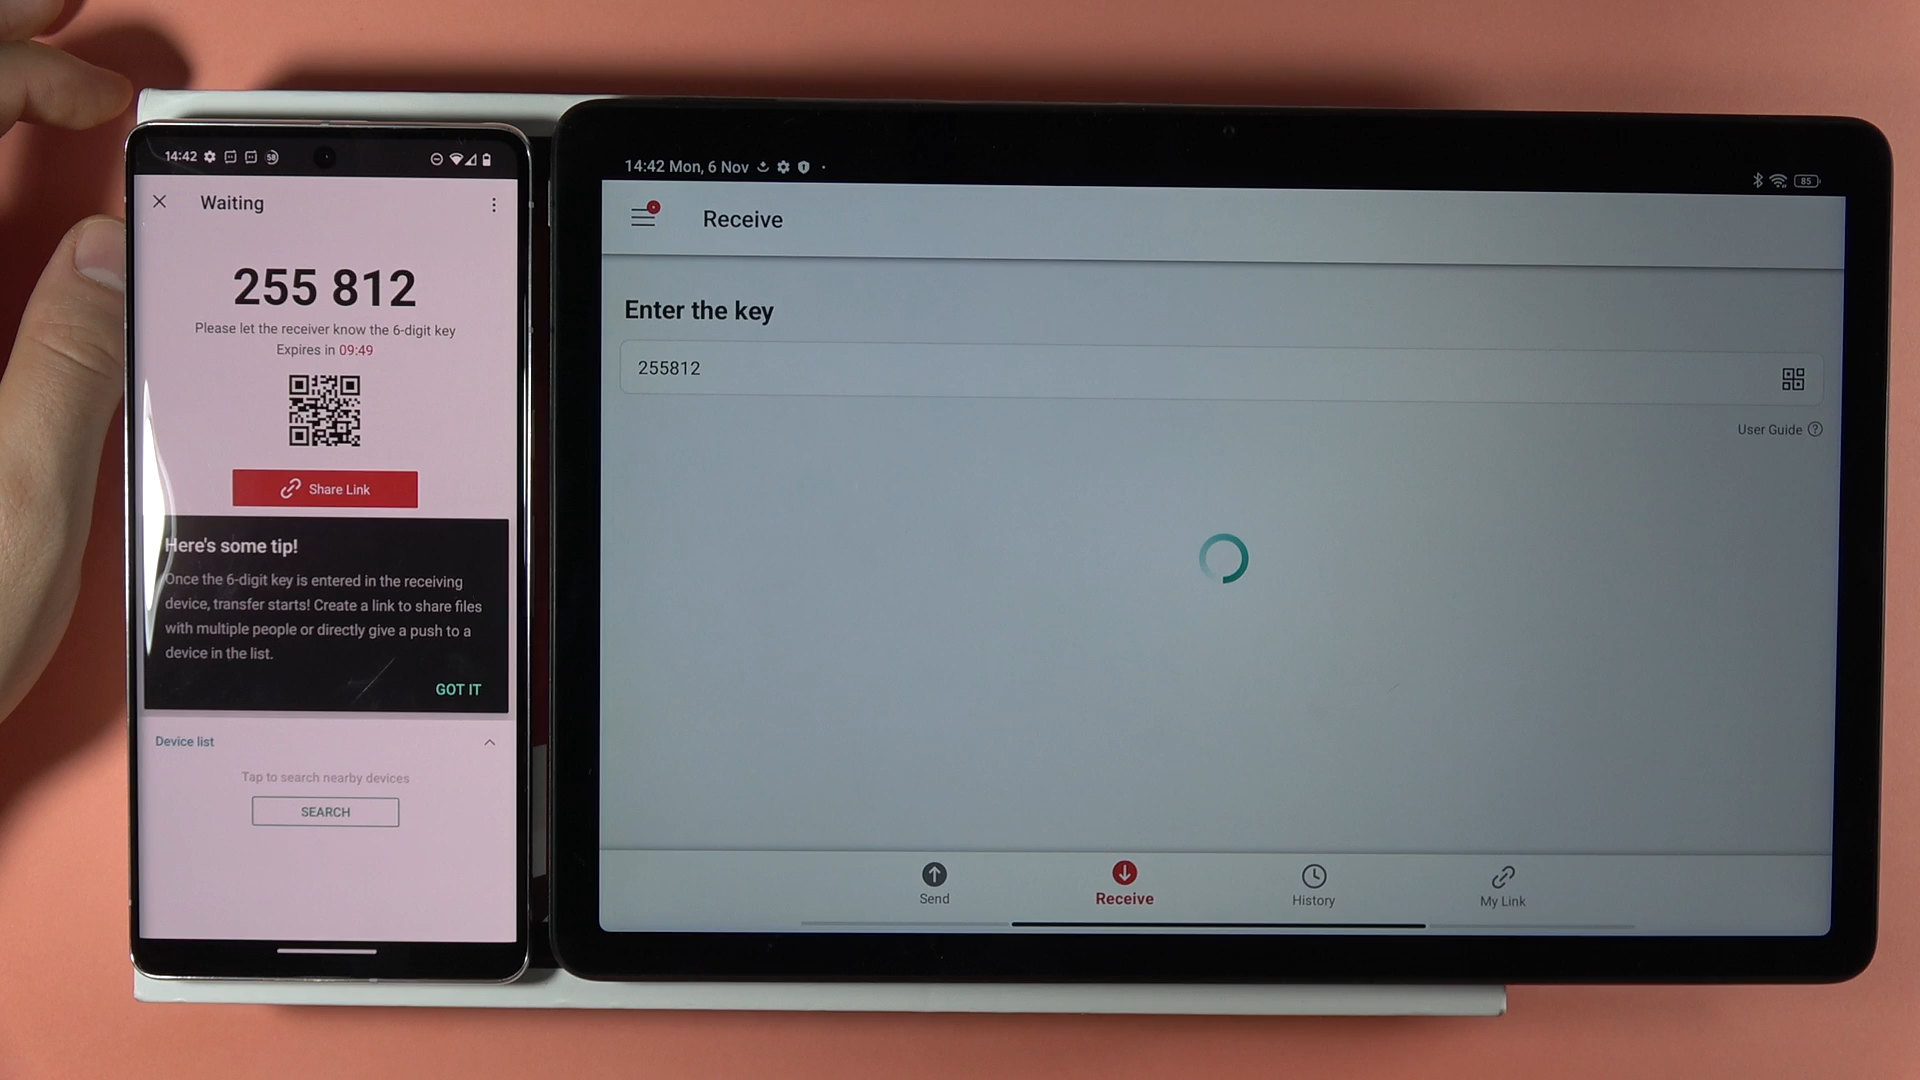 14:42
58
Waiting
255 812
Please let the receiver know the 6-digit key
Expires in 09:49
Share Link
Here's some tip!
Once the 6-digit key is entered in the receiving
device, transfer starts! Create a link to share files
with multiple people or directly give a push to a
device in the list.
GOT IT
Device list
Tap to search nearby devices
SEARCH
14:42 Mon, 6 Nov
85
Receive
Enter the key
255812
User Guide
Send
Receive
History
My Link